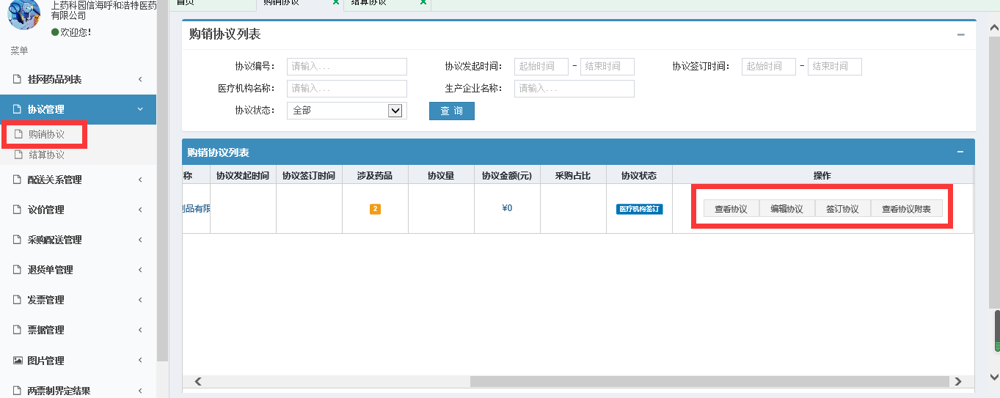 上药科园信海呼和浩特医药
有限公司
欢迎您!
菜单
挂网药品列表
协议管理
购销协议
结算协议
配送关系管理
议价管理
采购配送管理
退货单管理
发票管理
票据管理
图片管理
两票制界定结果
首页 购销协议 结算协议
购销协议列表
协议编号: 请输入... 协议发起时间: 起始时间 - 结束时间 协议签订时间: 起始时间 - 结束时间
医疗机构名称: 请输入... 生产企业名称: 请输入...
协议状态: 全部 查 询
购销协议列表
称 协议发起时间 协议签订时间 涉及药品 协议量 协议金额(元) 采购占比 协议状态 操作
品有限 2 ¥0 医疗机构签订 查看协议 编辑协议 签订协议 查看协议附表